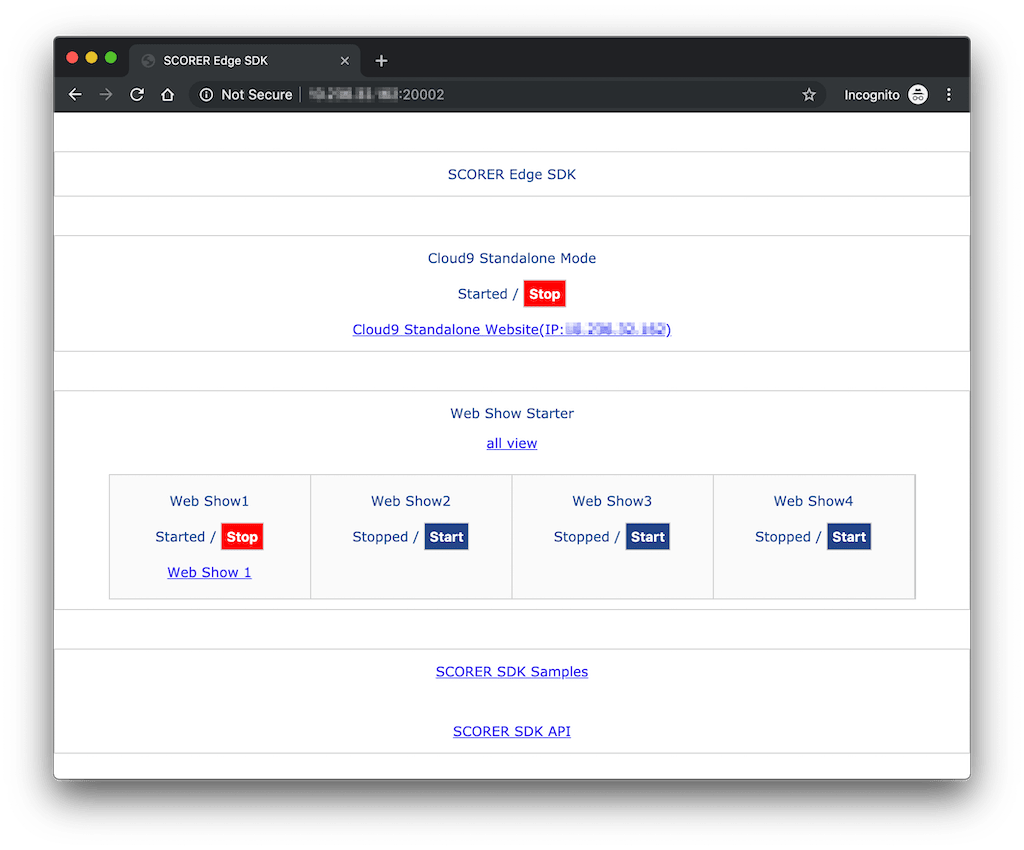 SCORER Edge SDK
Not Secure :20002
Incognito
SCORER Edge SDK
Cloud9 Standalone Mode
Started / Stop
Cloud9 Standalone Website(IP: )
Web Show Starter
all view
Web Show1 Web Show2 Web Show3 Web Show4
Started / Stop Stopped / Start Stopped / Start Stopped / Start
Web Show 1
SCORER SDK Samples
SCORER SDK API